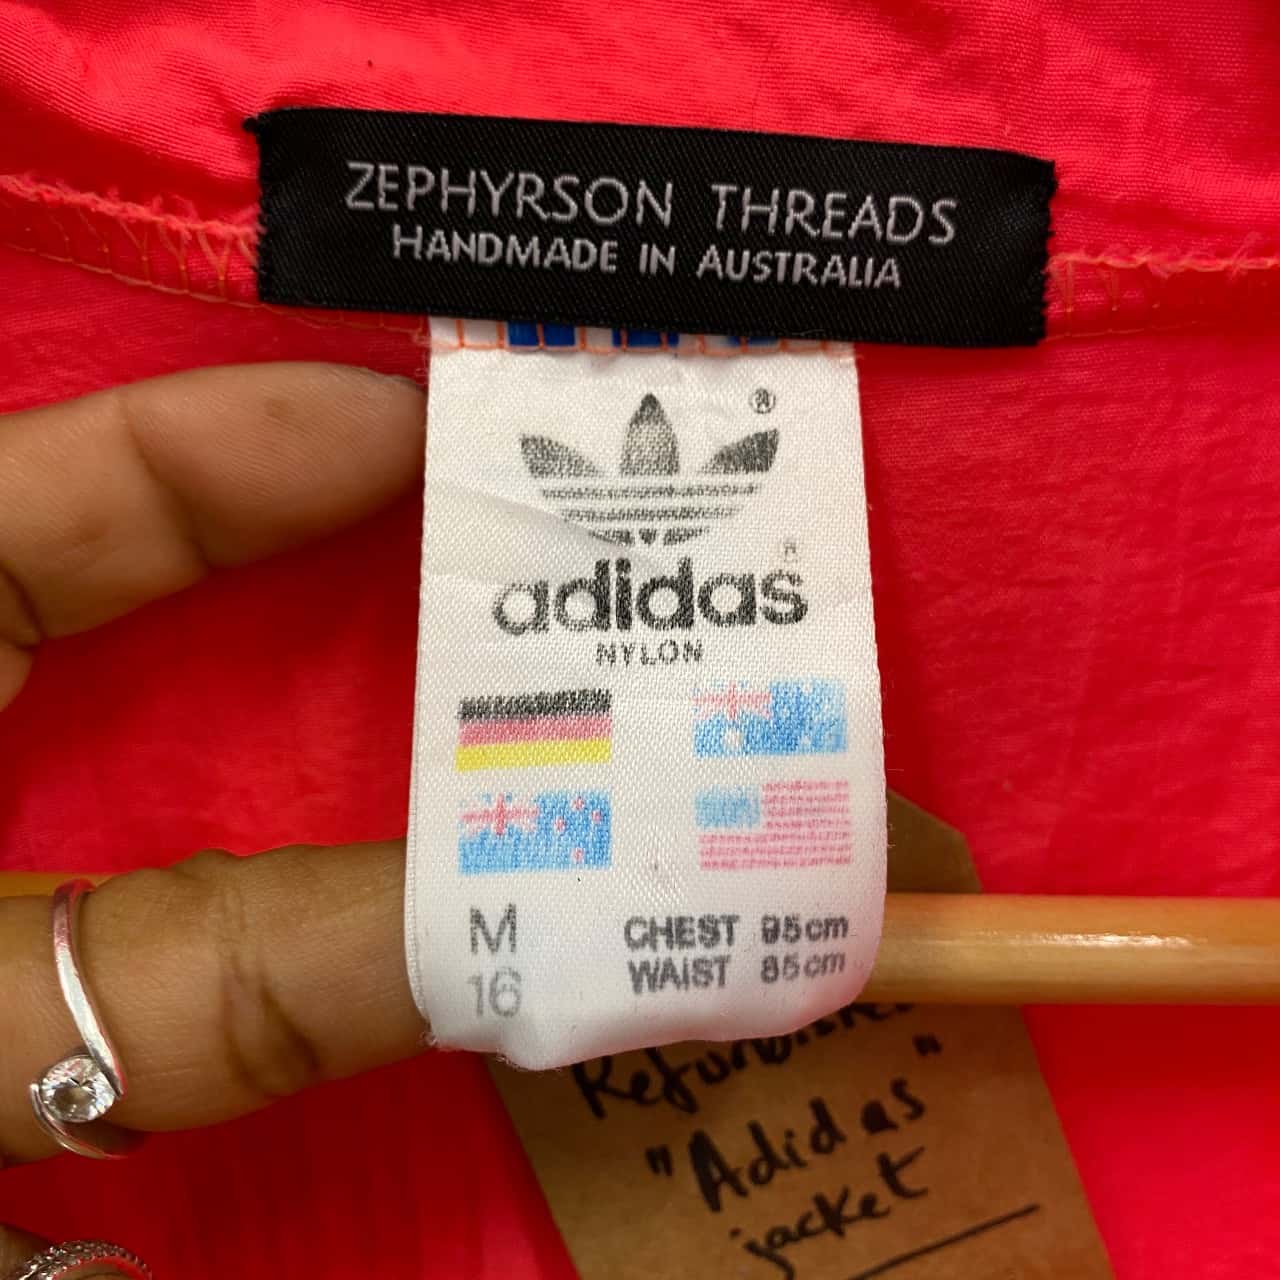 ZEPHYRSON THREADS
HANDMADE IN AUSTRALIA
®
adidas®
NYLON
M
16
CHEST 95cm
WAIST 85cm
"Adidas"
jacket